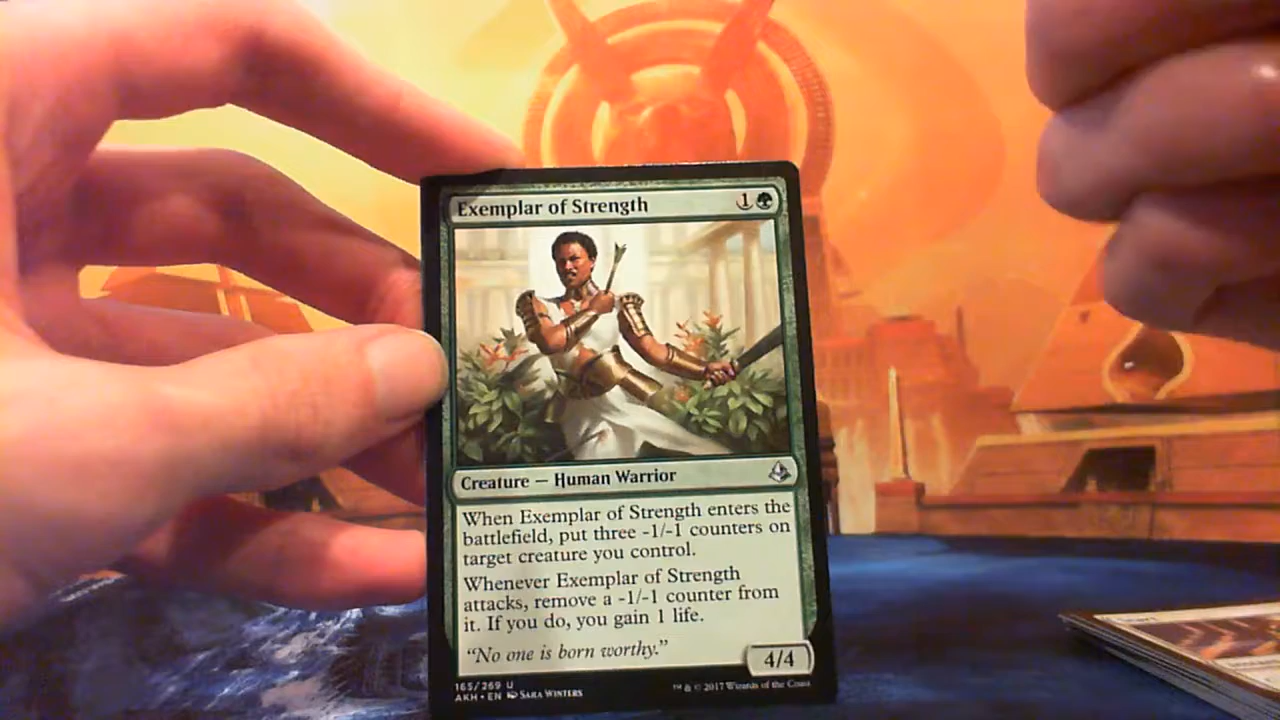 Exemplar of Strength 1
Creature — Human Warrior
When Exemplar of Strength enters the
battlefield, put three -1/-1 counters on
target creature you control.
Whenever Exemplar of Strength
attacks, remove a -1/-1 counter from
it. If you do, you gain 1 life.
“No one is born worthy.”
4/4
165/269 U
AKH • EN Sara Winters
™ & © 2017 Wizards of the Coast